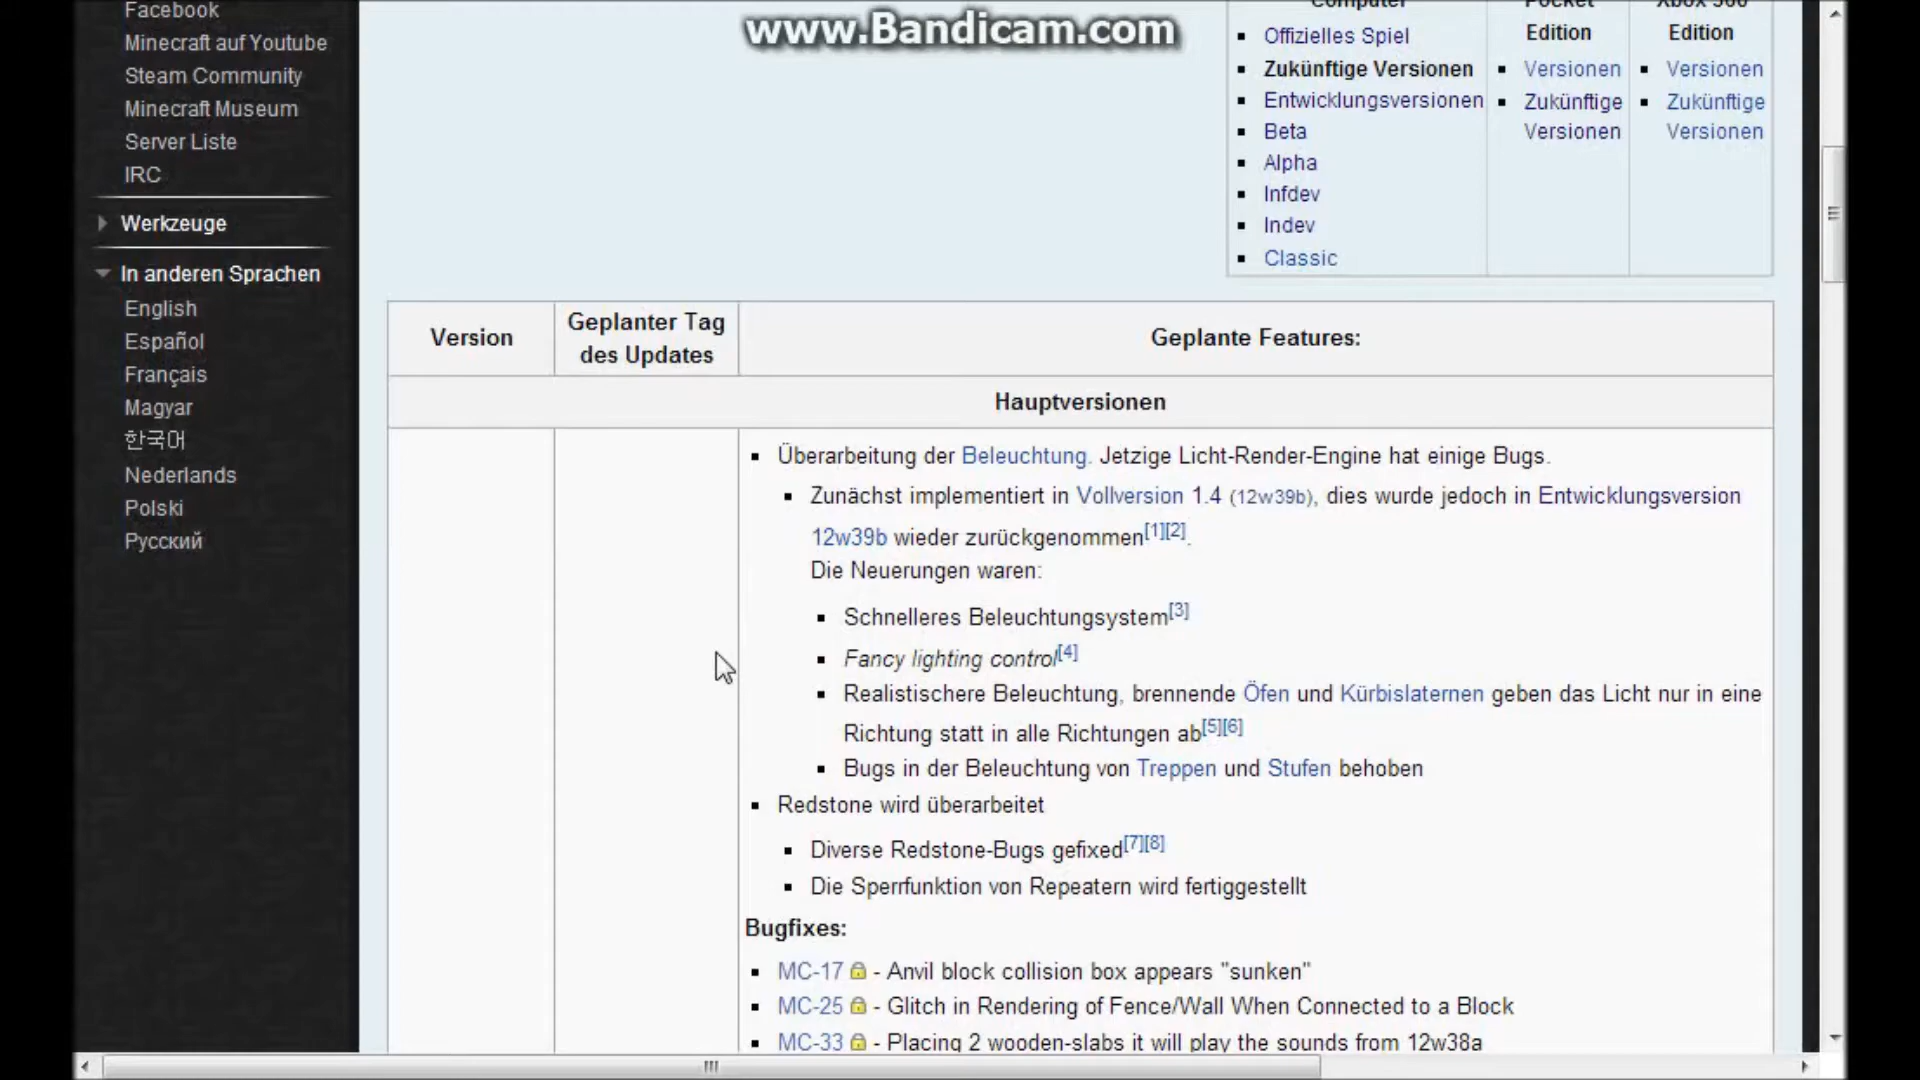 www.Bandicam.com
Facebook
Minecraft auf Youtube
Steam Community
Minecraft Museum
Server Liste
IRC
Werkzeuge
In anderen Sprachen
English
Español
Français
Magyar
한국어
Nederlands
Polski
Русский
Computer
Offizielles Spiel
Zukünftige Versionen
Entwicklungsversionen
Beta
Alpha
Infdev
Indev
Classic
Pocket
Edition
Versionen
Zukünftige
Versionen
Xbox 360
Edition
Versionen
Zukünftige
Versionen
Version
Geplanter Tag
des Updates
Geplante Features:
Hauptversionen
Überarbeitung der Beleuchtung. Jetzige Licht-Render-Engine hat einige Bugs.
Zunächst implementiert in Vollversion 1.4 (12w39b), dies wurde jedoch in Entwicklungsversion
12w39b wieder zurückgenommen[1][2].
Die Neuerungen waren:
Schnelleres Beleuchtungsystem[3]
Fancy lighting control[4]
Realistischere Beleuchtung, brennende Öfen und Kürbislaternen geben das Licht nur in eine
Richtung statt in alle Richtungen ab[5][6]
Bugs in der Beleuchtung von Treppen und Stufen behoben
Redstone wird überarbeitet
Diverse Redstone-Bugs gefixed[7][8]
Die Sperrfunktion von Repeatern wird fertiggestellt
Bugfixes:
MC-17 - Anvil block collision box appears "sunken"
MC-25 - Glitch in Rendering of Fence/Wall When Connected to a Block
MC-33 - Placing 2 wooden-slabs it will play the sounds from 12w38a